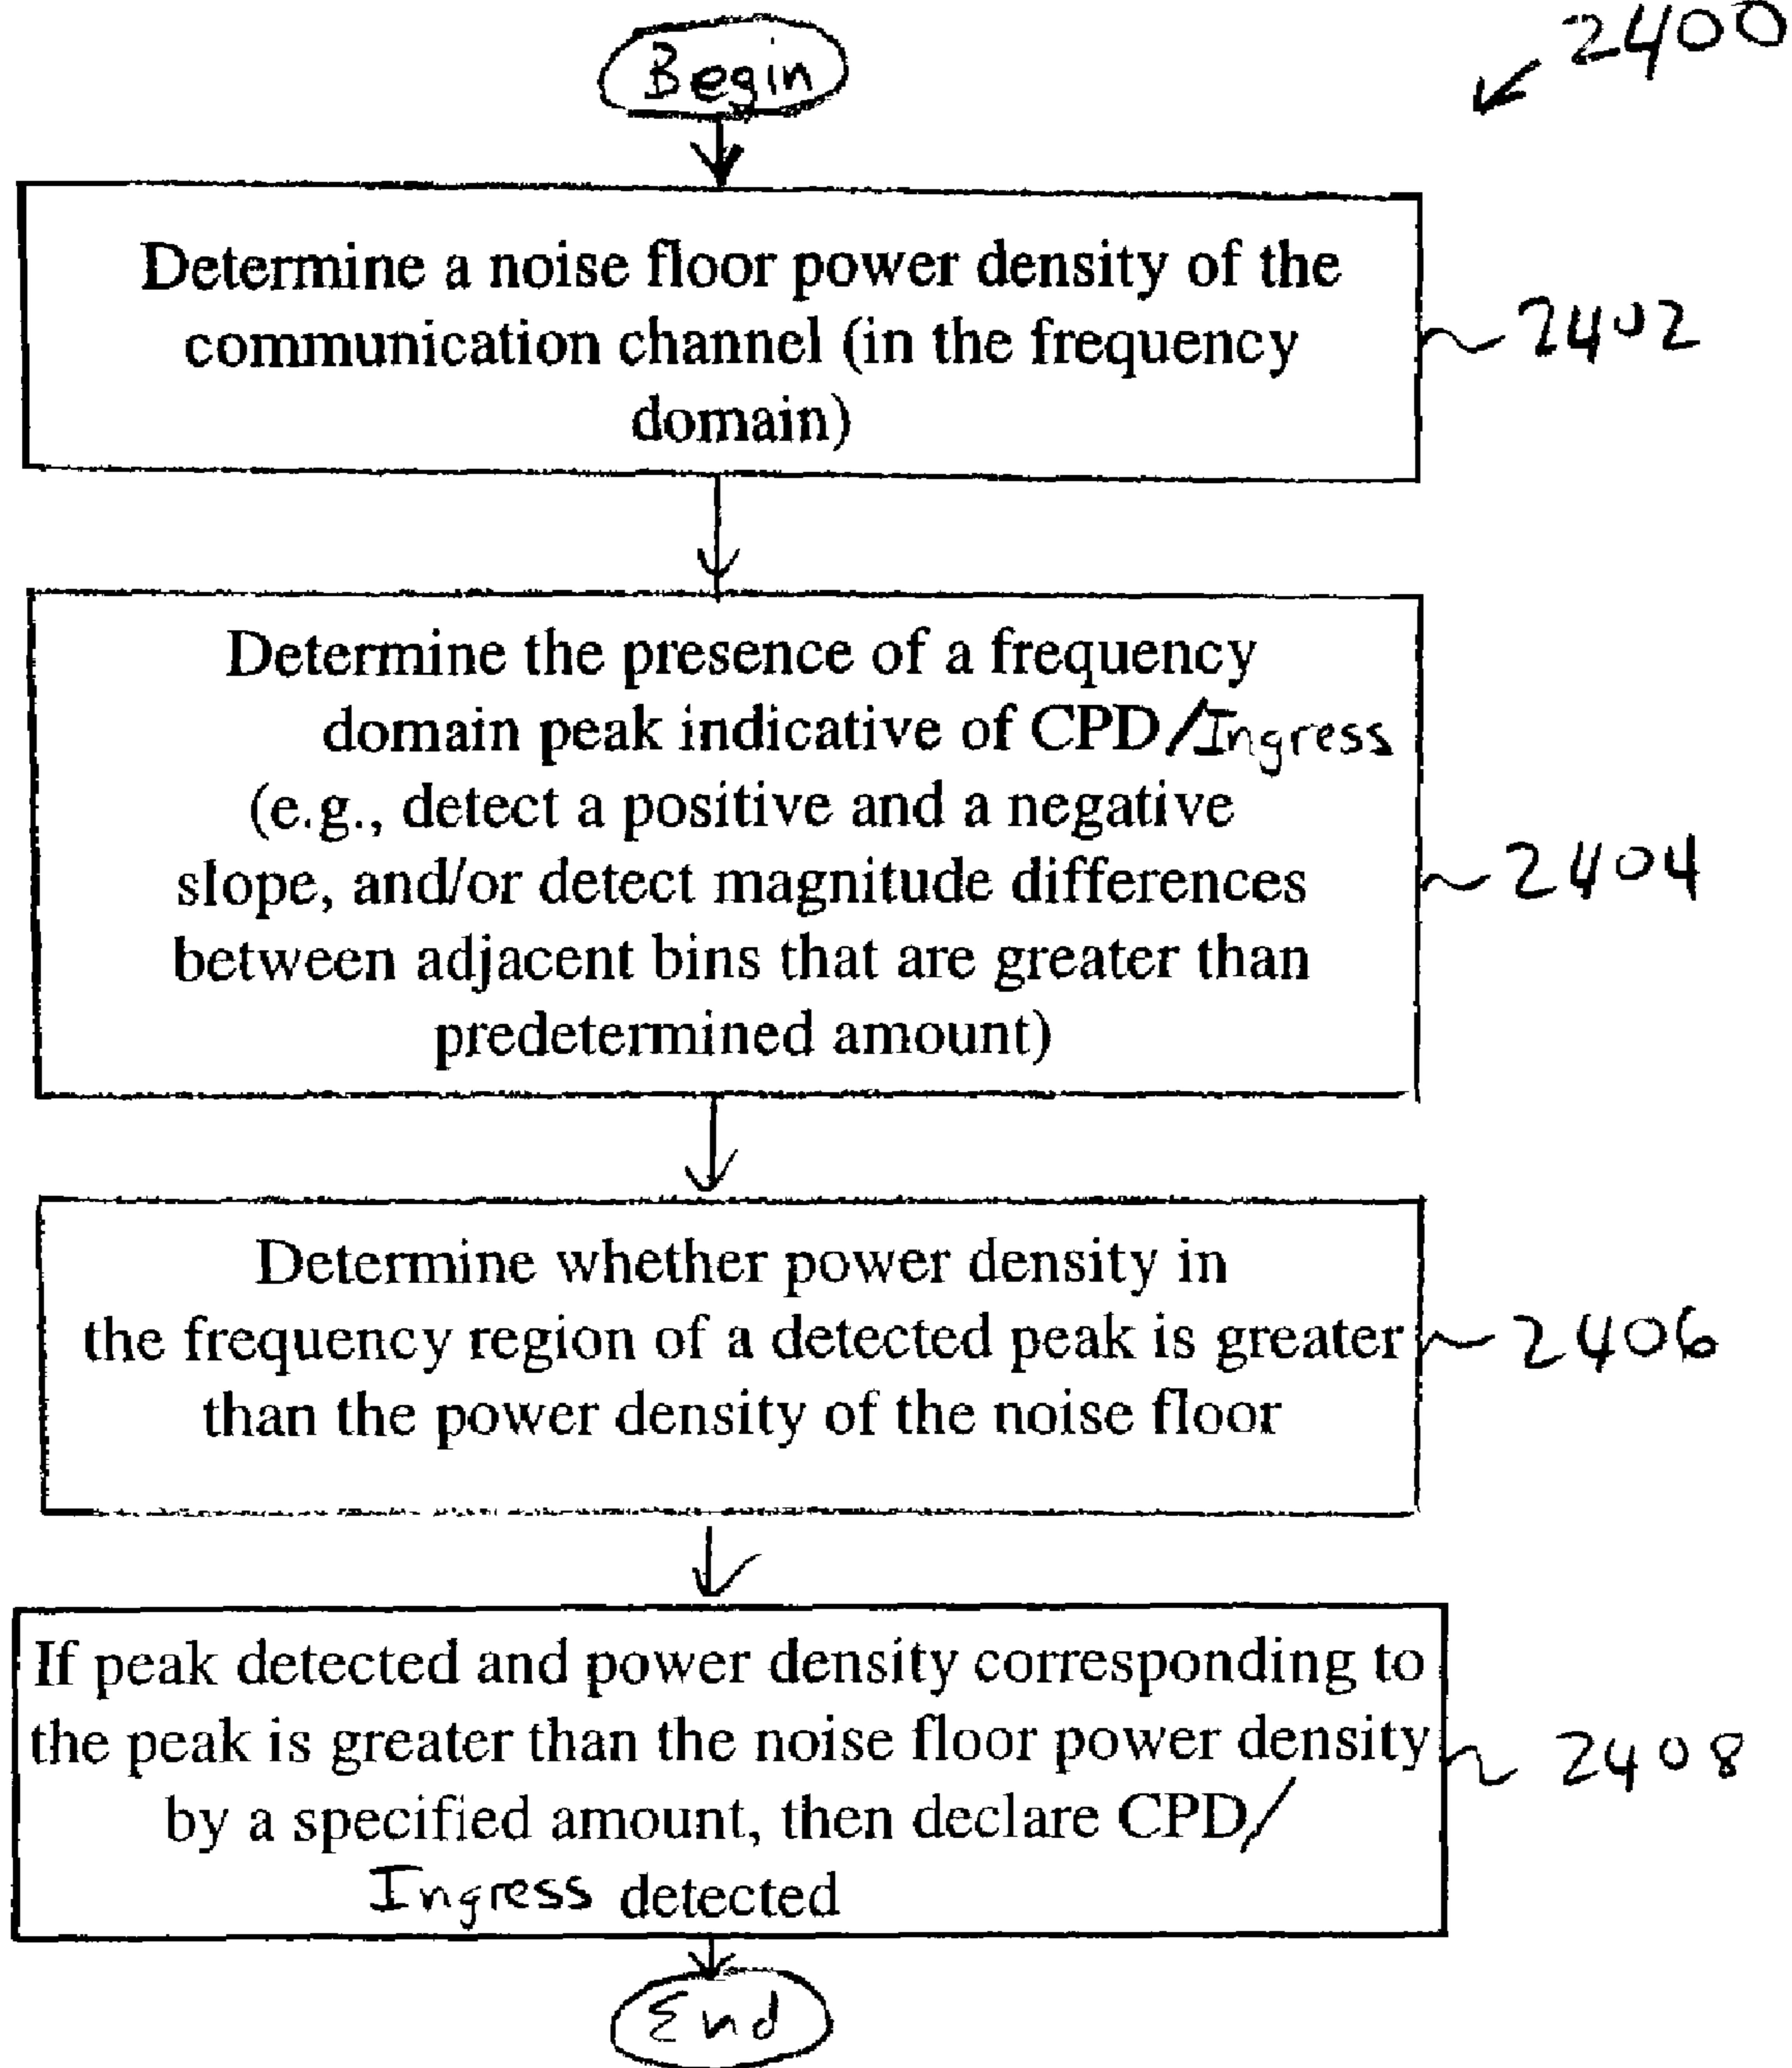 2400
Begin
Determine a noise floor power density of the
communication channel (in the frequency
domain)
2402
Determine the presence of a frequency
domain peak indicative of CPD/Ingress
(e.g., detect a positive and a negative
slope, and/or detect magnitude differences
between adjacent bins that are greater than
predetermined amount)
2404
Determine whether power density in
the frequency region of a detected peak is greater
than the power density of the noise floor
2406
If peak detected and power density corresponding to
the peak is greater than the noise floor power density
by a specified amount, then declare CPD/
Ingress detected
2408
End